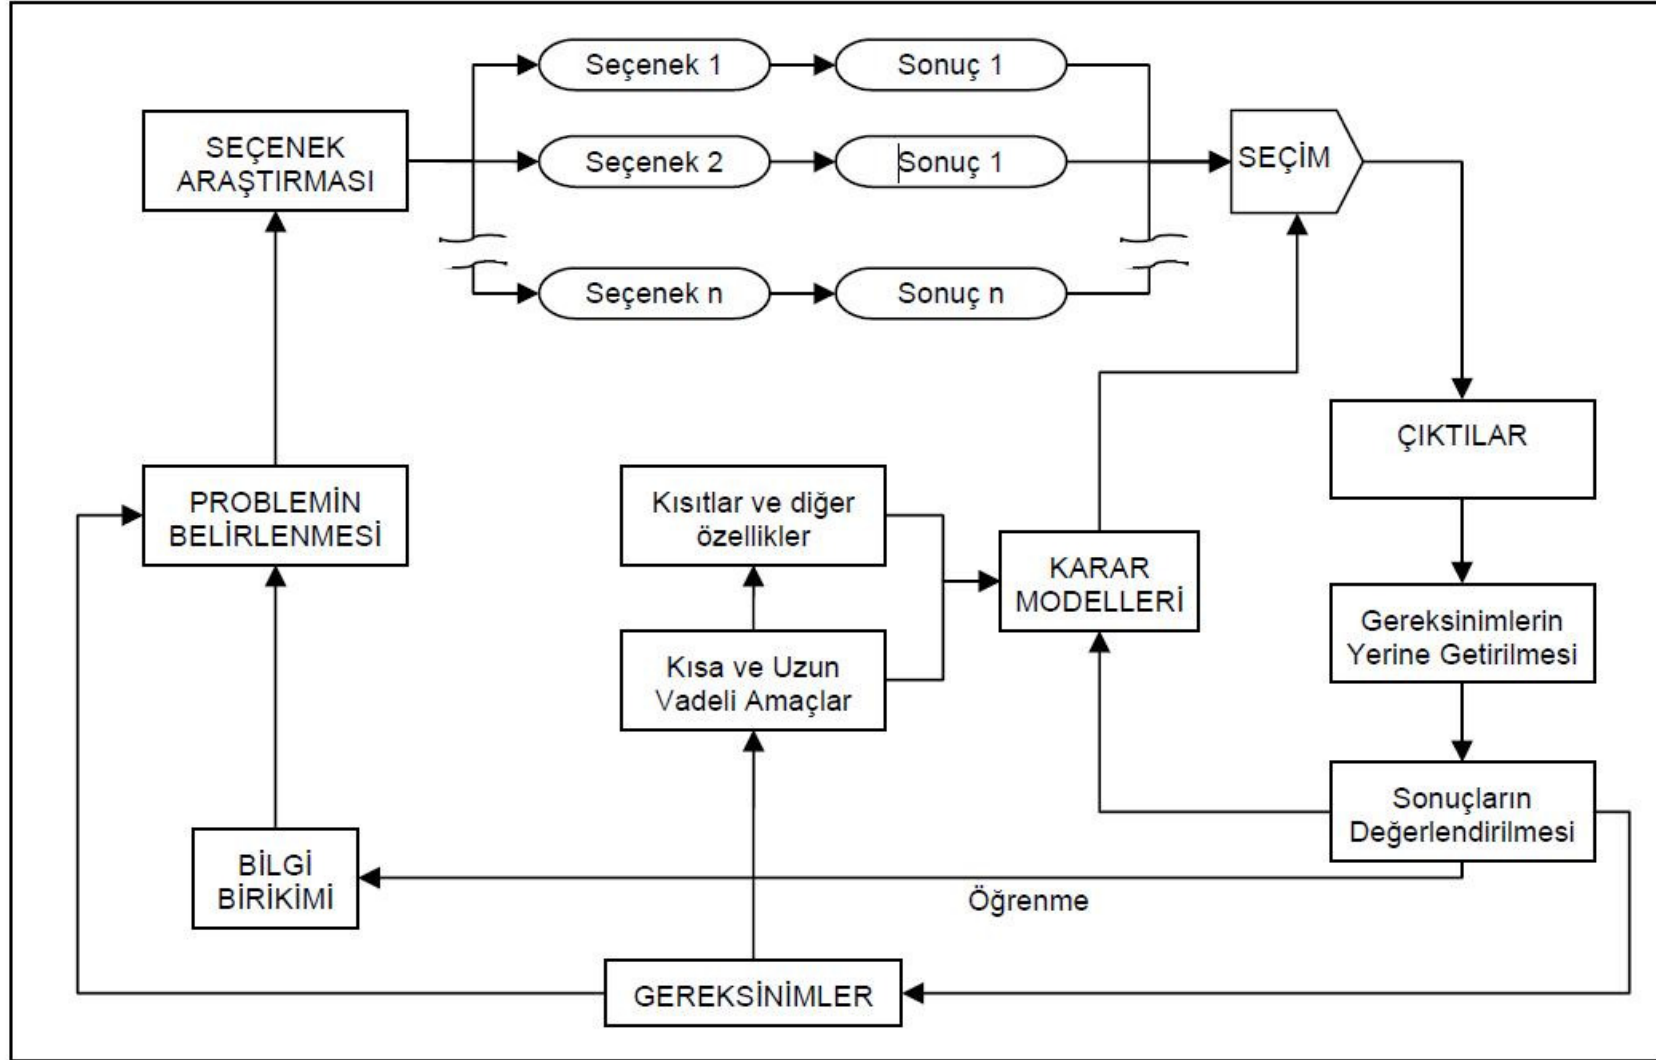 Seçenek 1
Sonuç 1
SEÇENEK
ARAŞTIRMASI
Seçenek 2
Sonuç 1
SEÇİM
Seçenek n
Sonuç n
ÇIKTILAR
PROBLEMİN
BELİRLENMESİ
Kısıtlar ve diğer
özellikler
KARAR
MODELLERİ
Gereksinimlerin
Yerine Getirilmesi
Kısa ve Uzun
Vadeli Amaçlar
Sonuçların
Değerlendirilmesi
BİLGİ
BİRİKİMİ
Öğrenme
GEREKSİNİMLER